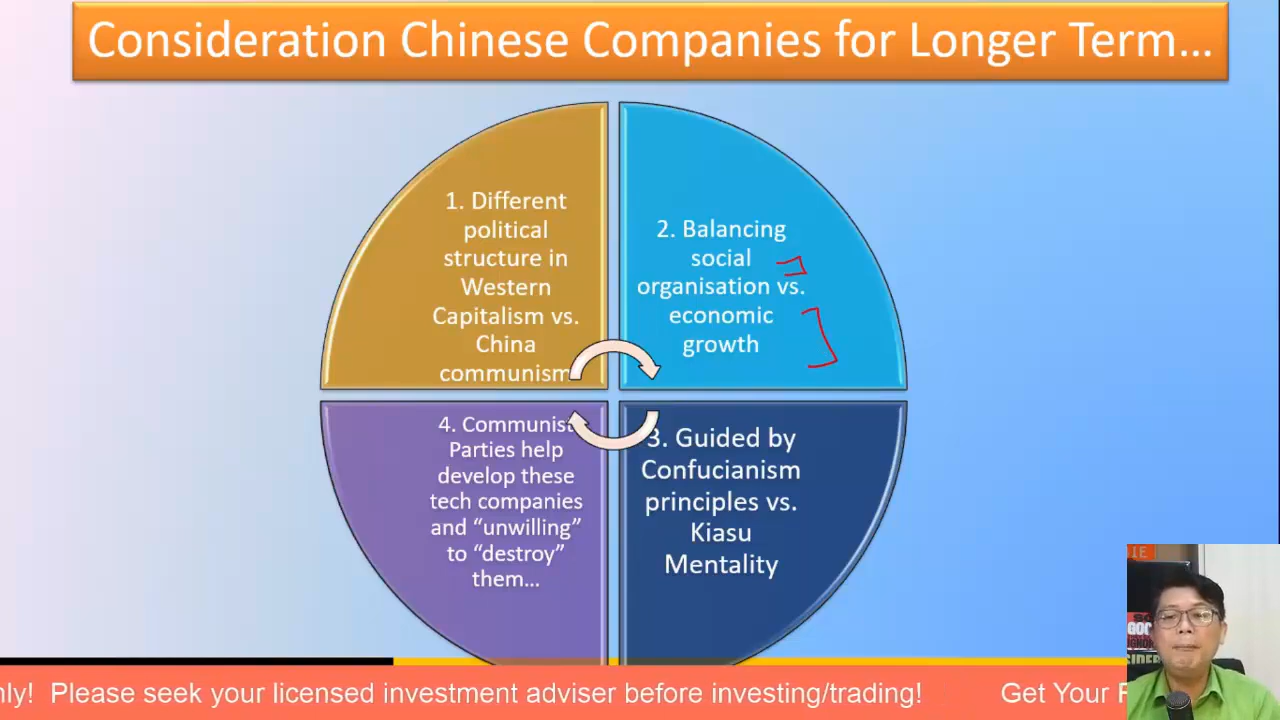 Consideration Chinese Companies for Longer Term...
1. Different
political
structure in
Western
Capitalism vs.
China
communism
2. Balancing
social
organisation vs.
economic
growth
3. Guided by
Confucianism
principles vs.
Kiasu
Mentality
4. Communist
Parties help
develop these
tech companies
and “unwilling”
to “destroy”
them...
Please seek your licensed investment adviser before investing/trading! Get Your